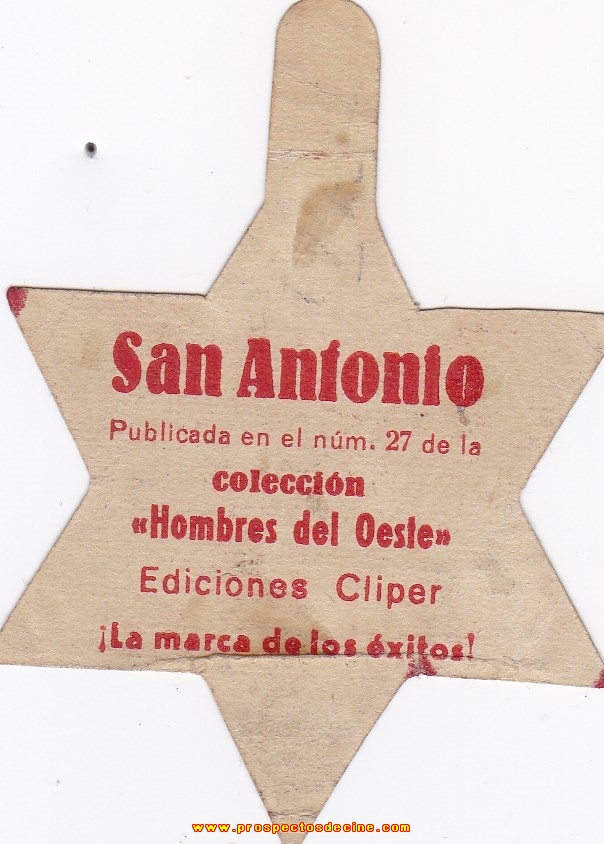 San Antonio
Publicada en el núm. 27 de la
colección
«Hombres del Oeste»
Ediciones Cliper
¡La marca de los éxitos!
www.prospectosdecine.com